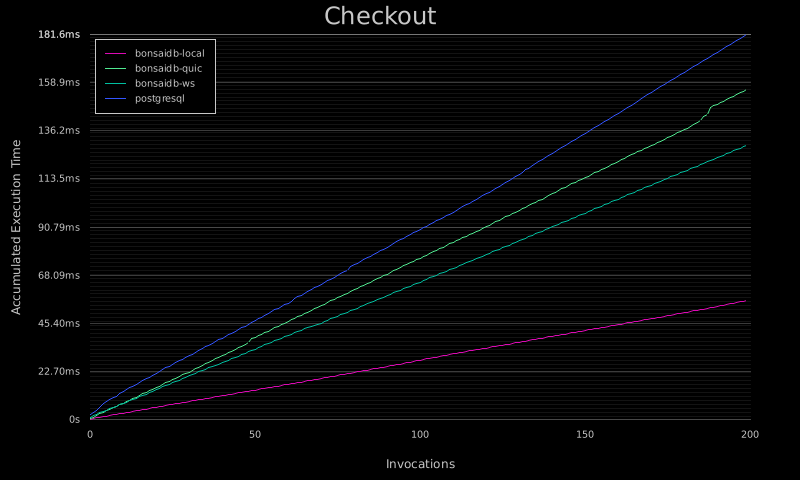 Checkout
181.6ms
158.9ms
136.2ms
113.5ms
90.79ms
68.09ms
45.40ms
22.70ms
0s
Accumulated Execution Time
bonsaidb-local
bonsaidb-quic
bonsaidb-ws
postgresql
0 50 100 150 200
Invocations